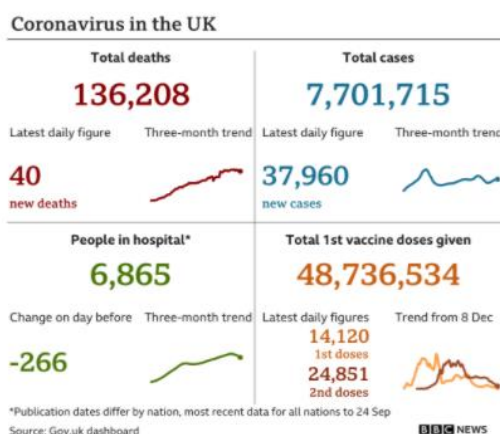 Coronavirus in the UK
Total deaths
136,208
Latest daily figure Three-month trend
40
new deaths
Total cases
7,701,715
Latest daily figure Three-month trend
37,960
new cases
People in hospital*
6,865
Change on day before Three-month trend
-266
Total 1st vaccine doses given
48,736,534
Latest daily figures Trend from 8 Dec
14,120
1st doses
24,851
2nd doses
*Publication dates differ by nation, most recent data for all nations to 24 Sep
Source: Gov.uk dashboard
BBC NEWS